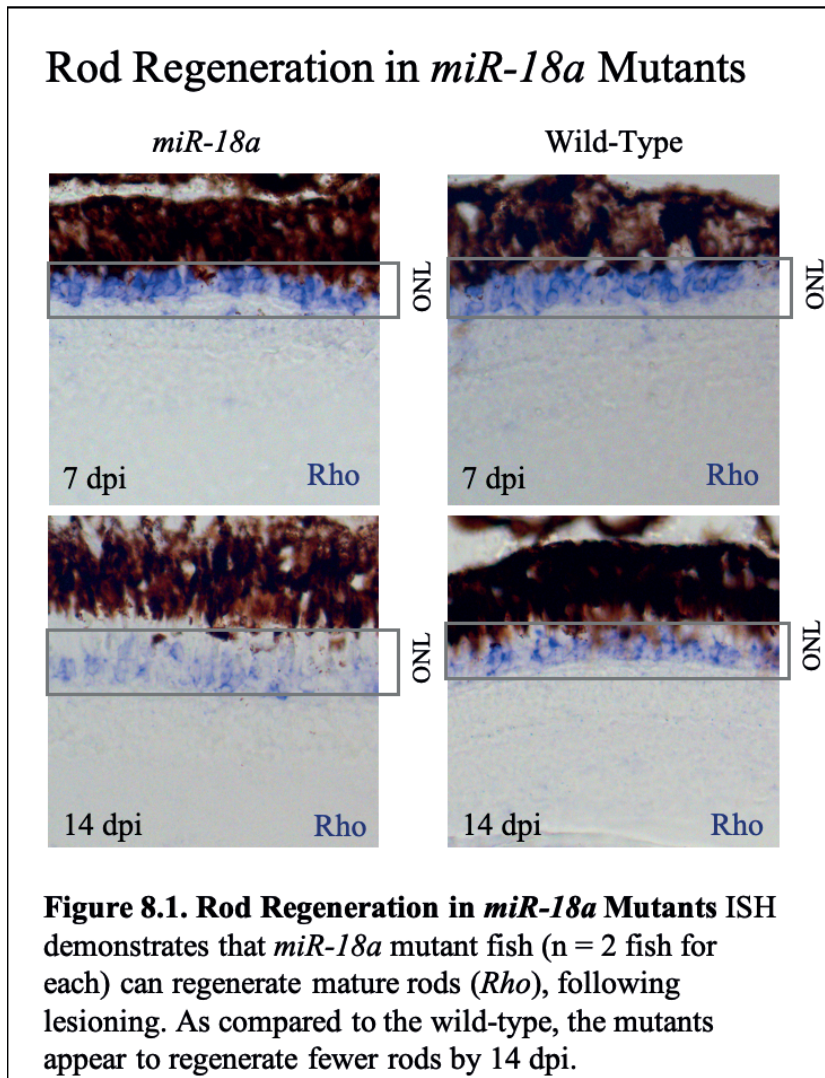 Rod Regeneration in miR-18a Mutants
miR-18a
Wild-Type
ONL
ONL
7 dpi
Rho
7 dpi
Rho
ONL
ONL
14 dpi
Rho
14 dpi
Rho
Figure 8.1. Rod Regeneration in miR-18a Mutants ISH
demonstrates that miR-18a mutant fish (n = 2 fish for
each) can regenerate mature rods (Rho), following
lesioning. As compared to the wild-type, the mutants
appear to regenerate fewer rods by 14 dpi.